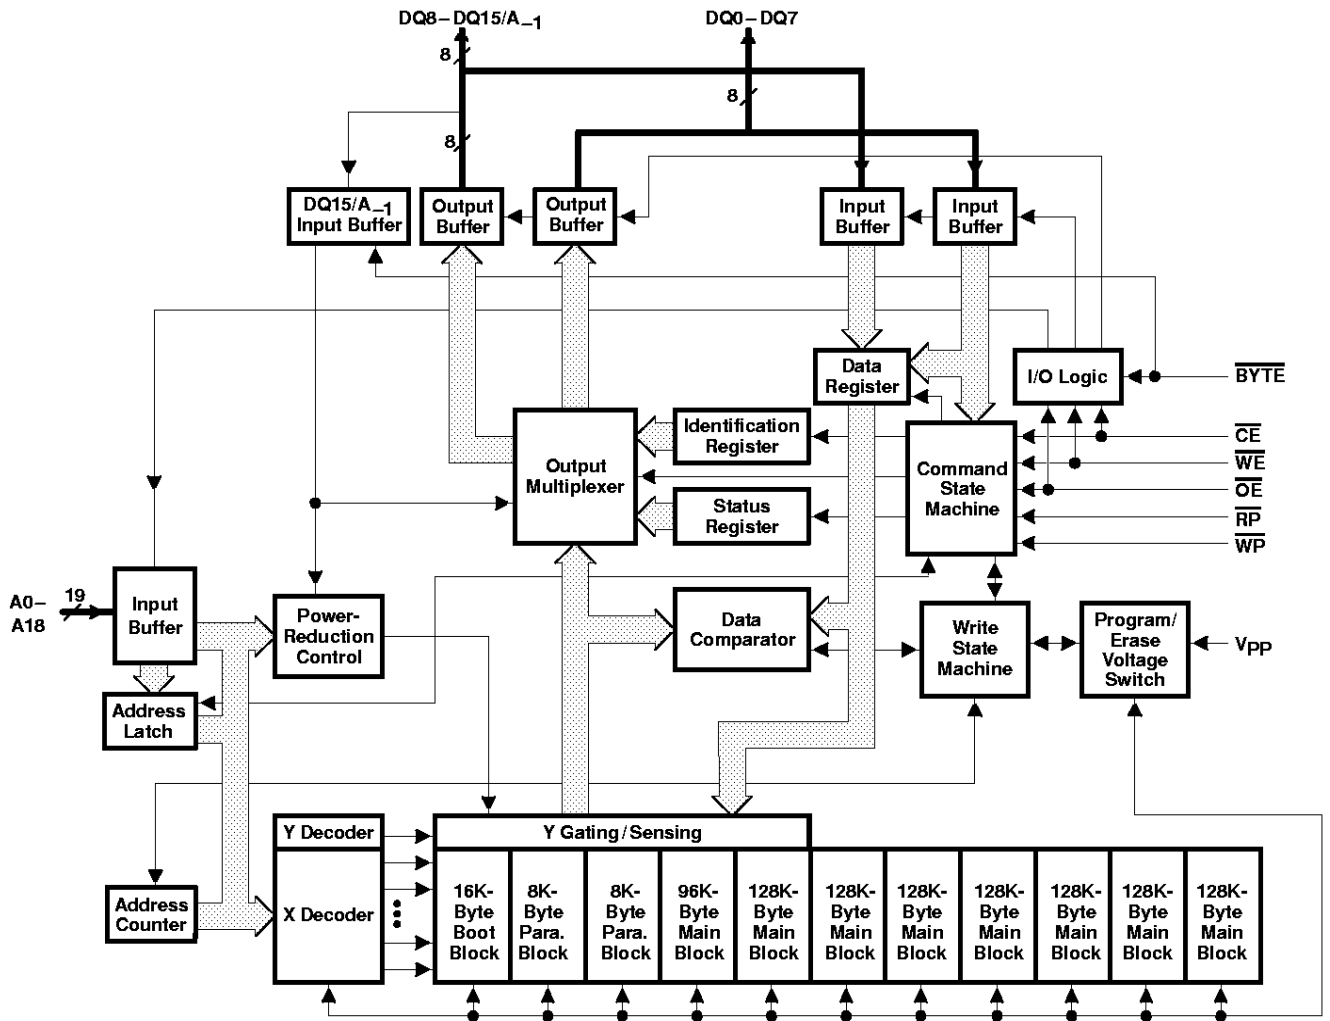 DQ8–DQ15/A–1
DQ0–DQ7
8
8
8
DQ15/A–1
Input Buffer
Output
Buffer
Output
Buffer
Input
Buffer
Input
Buffer
Data
Register
I/O Logic
BYTE
Identification
Register
CE
Output
Multiplexer
Command
State
Machine
WE
OE
Status
Register
RP
WP
A0–
A18
19
Input
Buffer
Power-
Reduction
Control
Data
Comparator
Write
State
Machine
Program/
Erase
Voltage
Switch
VPP
Address
Latch
Y Decoder
Y Gating/Sensing
Address
Counter
X Decoder
16K-
Byte
Boot
Block
8K-
Byte
Para.
Block
8K-
Byte
Para.
Block
96K-
Byte
Main
Block
128K-
Byte
Main
Block
128K-
Byte
Main
Block
128K-
Byte
Main
Block
128K-
Byte
Main
Block
128K-
Byte
Main
Block
128K-
Byte
Main
Block
128K-
Byte
Main
Block